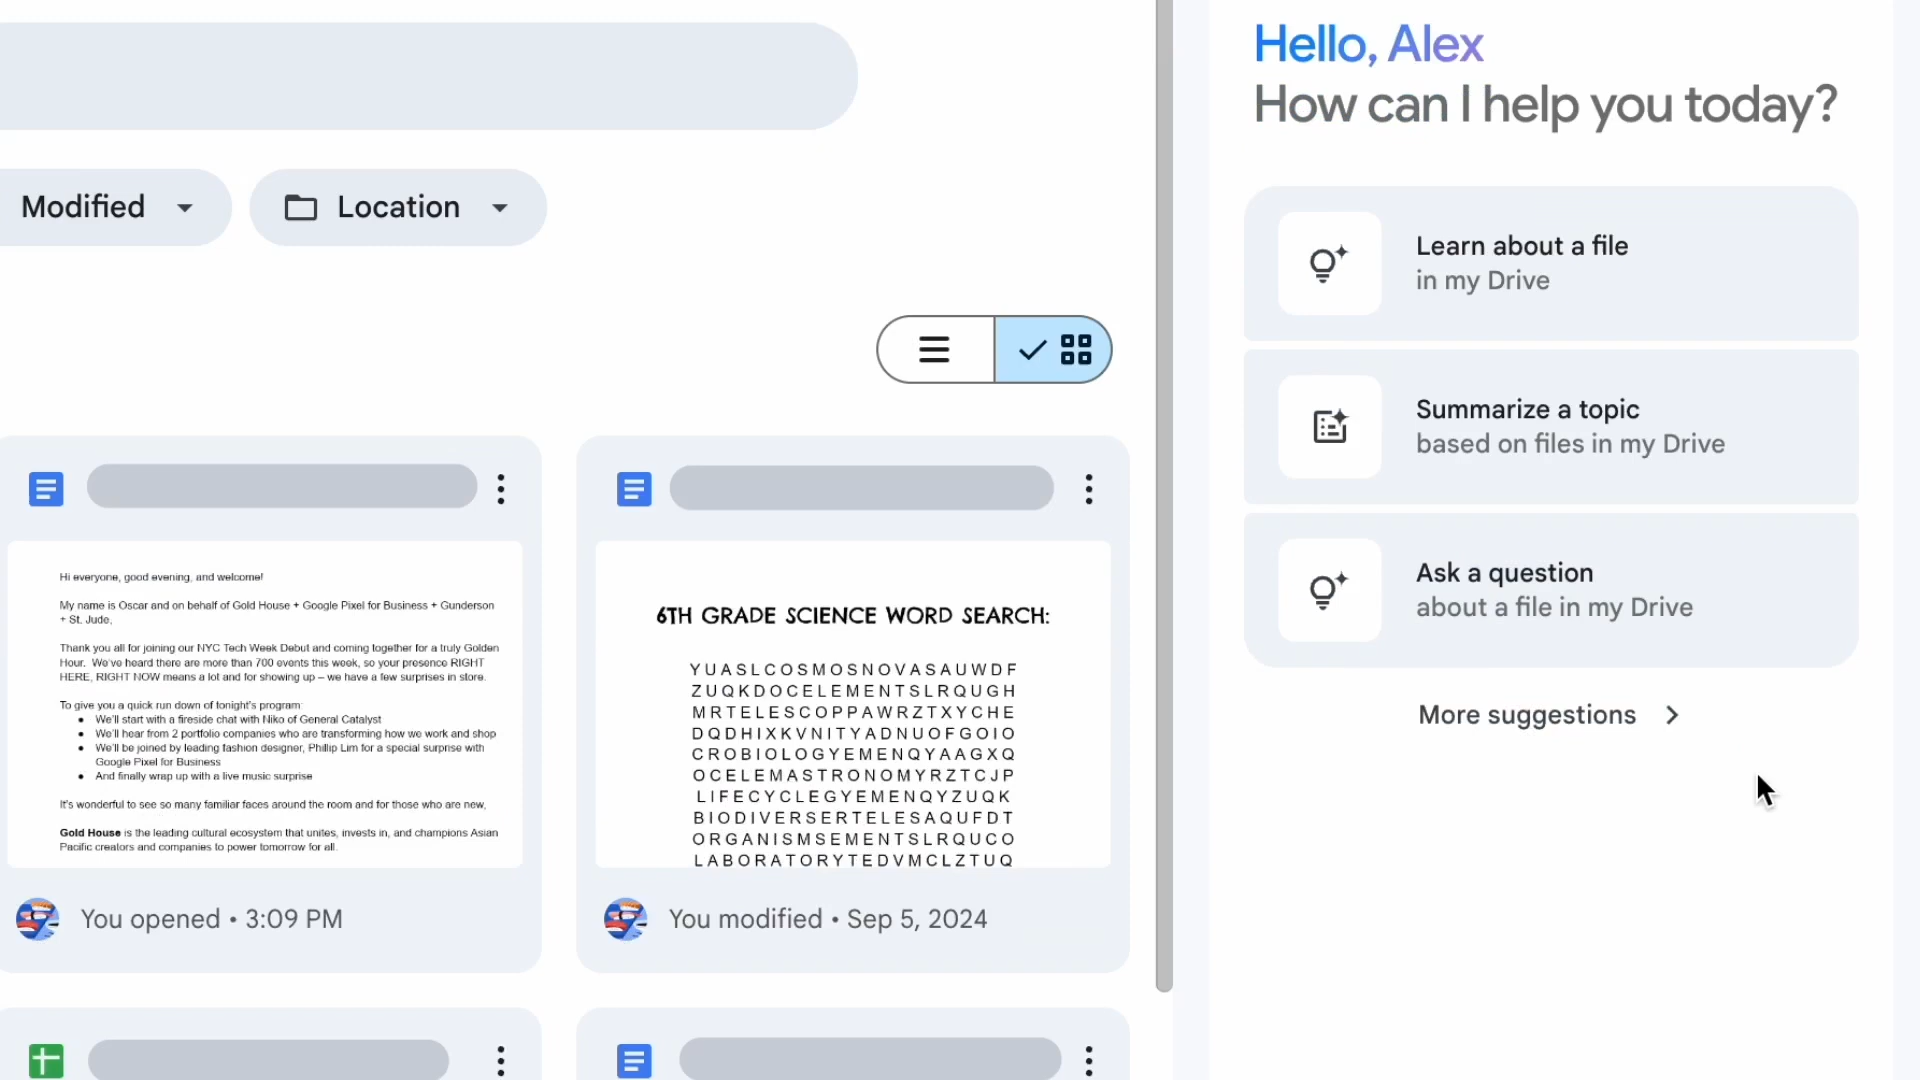 Hello, Alex
How can I help you today?
Modified
Location
Learn about a file
in my Drive
Summarize a topic
based on files in my Drive
Ask a question
about a file in my Drive
More suggestions
Hi everyone, good evening, and welcome!
My name is Oscar and on behalf of Gold House + Google Pixel for Business + Gunderson
+ St. Jude,
Thank you all for joining our NYC Tech Week Debut and coming together for a truly Golden
Hour. We've heard there are more than 700 events this week, so your presence RIGHT
HERE, RIGHT NOW means a lot and for showing up – we have a few surprises in store.
To give you a quick run down of tonight's program:
• We'll start with a fireside chat with Niko of General Catalyst
• We'll hear from 2 portfolio companies who are transforming how we work and shop
• We'll be joined by leading fashion designer, Phillip Lim for a special surprise with
Google Pixel for Business
• And finally wrap up with a live music surprise
It's wonderful to see so many familiar faces around the room and for those who are new,
Gold House is the leading cultural ecosystem that unites, invests in, and champions Asian
Pacific creators and companies to power tomorrow for all.
You opened • 3:09 PM
6TH GRADE SCIENCE WORD SEARCH:
YUASLCOSMOSNOVASAUWDF
ZUQKDOCELEMENTSLRQUGH
MRTELESCOPPAWRZTXYCHE
DQDHIXKVNITYADNUOFGOIO
CROBIOLOGYEMENQYAAGXQ
OCELEMASTRONOMYRZTCJP
LIFECYCLEGYEMENQYZUQK
BIODIVERSERTELESAQUFDT
ORGANISMSEMENTSLRQUCO
LABORATORYTEDVMCLZTUQ
You modified • Sep 5, 2024